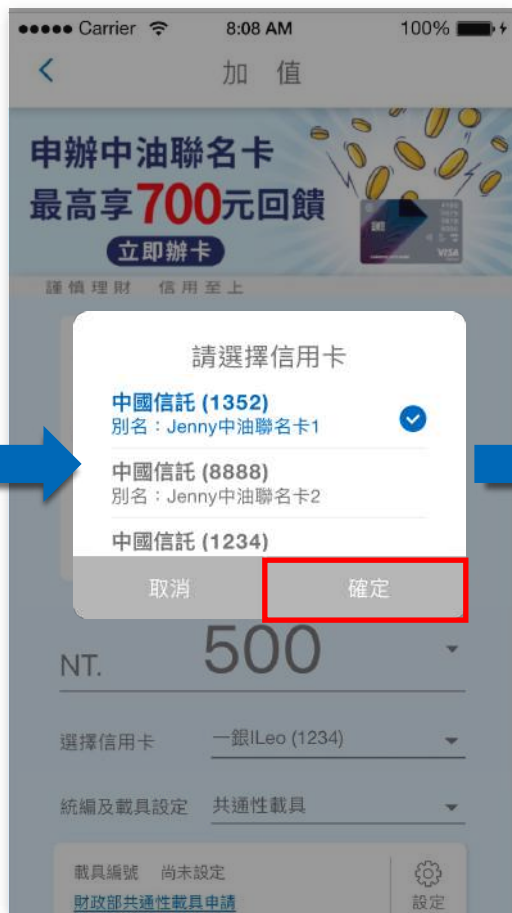 Carrier 8:08 AM 100%
加 值
申辦中油聯名卡
最高享700元回饋
立即辦卡
VISA
謹慎理財 信用至上
請選擇信用卡
中國信託 (1352)
別名：Jenny中油聯名卡1
中國信託 (8888)
別名：Jenny中油聯名卡2
中國信託 (1234)
取消 確定
NT. 500
選擇信用卡 一銀ILeo (1234)
統編及載具設定 共通性載具
載具編號 尚未設定
財政部共通性載具申請 設定